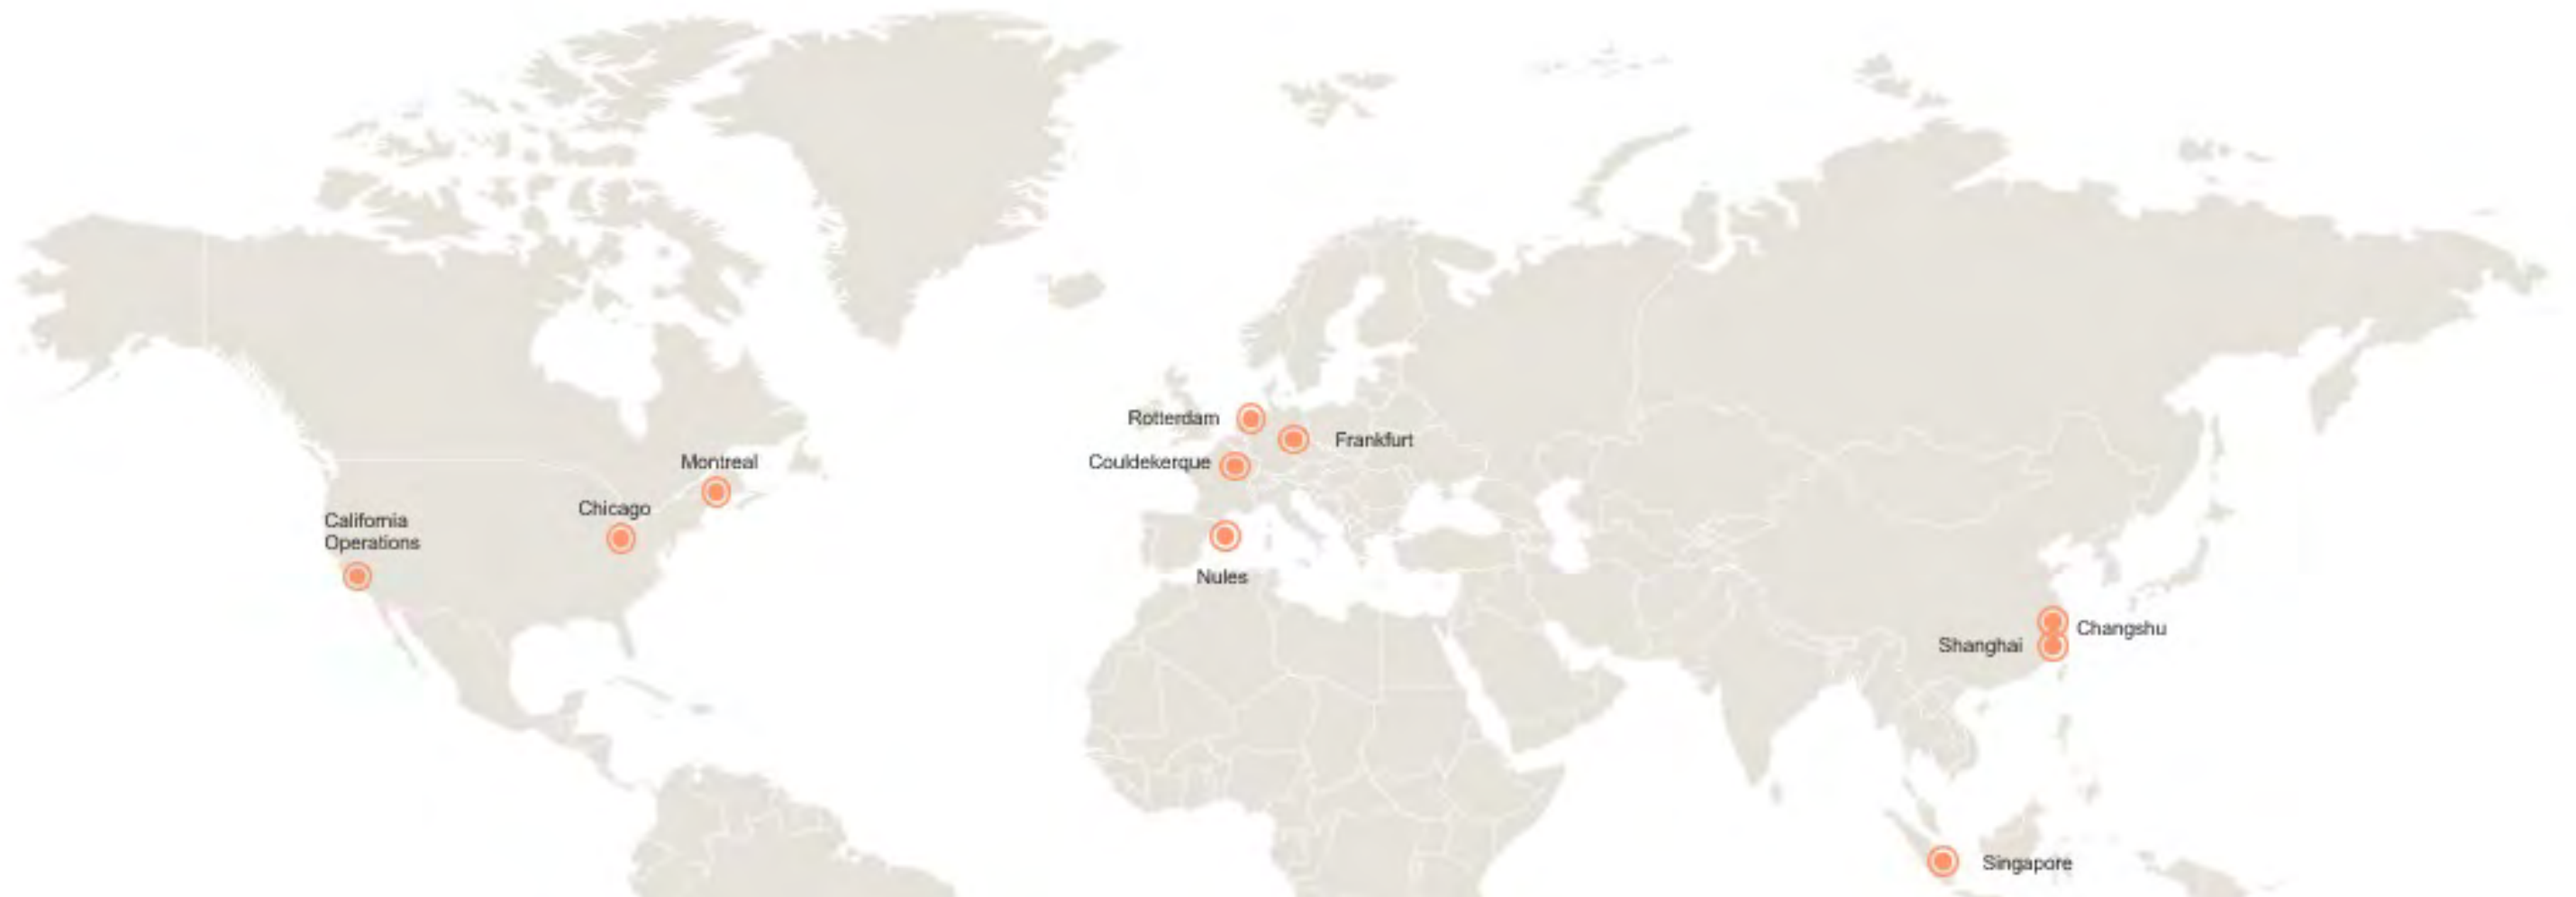 Rotterdam
Frankfurt
Couldekerque
Montreal
Chicago
California
Operations
Nules
Changshu
Shanghai
Singapore